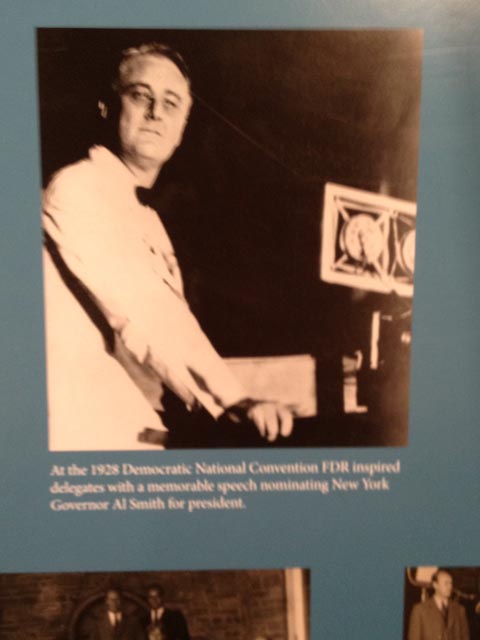 At the 1928 Democratic National Convention FDR inspired
delegates with a memorable speech nominating New York
Governor Al Smith for president.